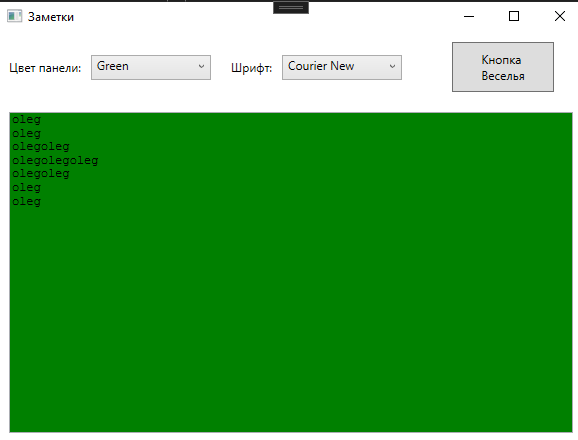 Заметки
Цвет панели: Green Шрифт: Courier New Кнопка
Веселья
oleg
oleg
olegoleg
olegolegoleg
olegoleg
oleg
oleg